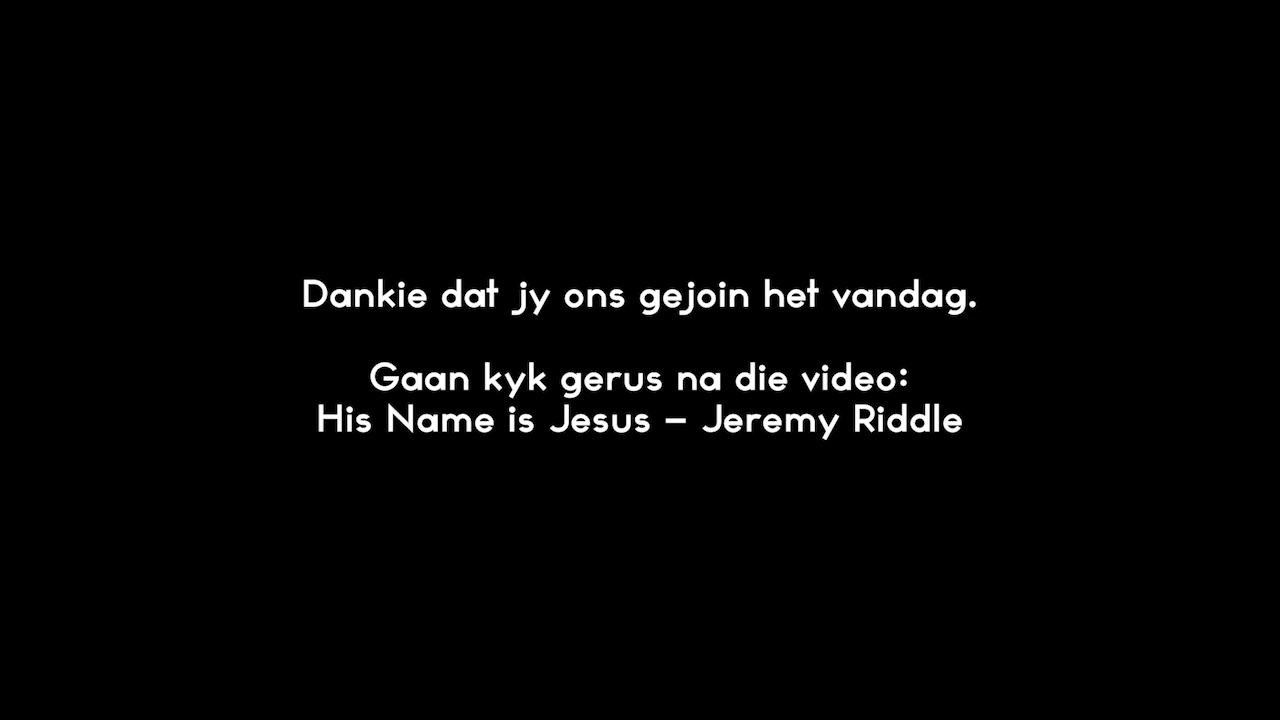 Dankie dat jy ons gejoin het vandag.
Gaan kyk gerus na die video:
His Name is Jesus - Jeremy Riddle